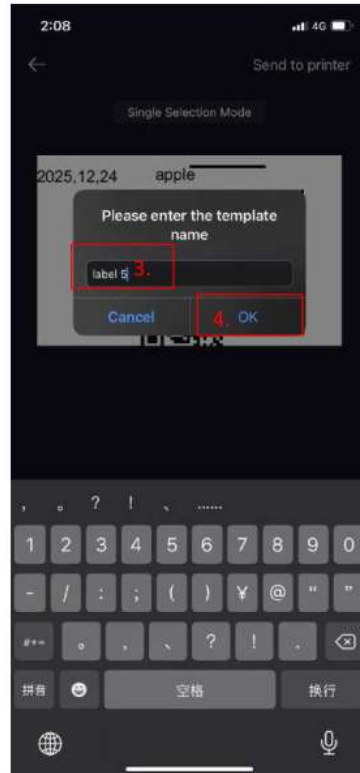 2:08 4G
Send to printer
Single Selection Mode
2025,12,24 apple
Please enter the template
name
label 5 3.
Cancel 4. OK
, 。 ? ! 、 ......
1 2 3 4 5 6 7 8 9 0
- / : ; ( ) ¥ @ “ ”
#+= 。 , 、 ? ! .
拼音 空格 换行